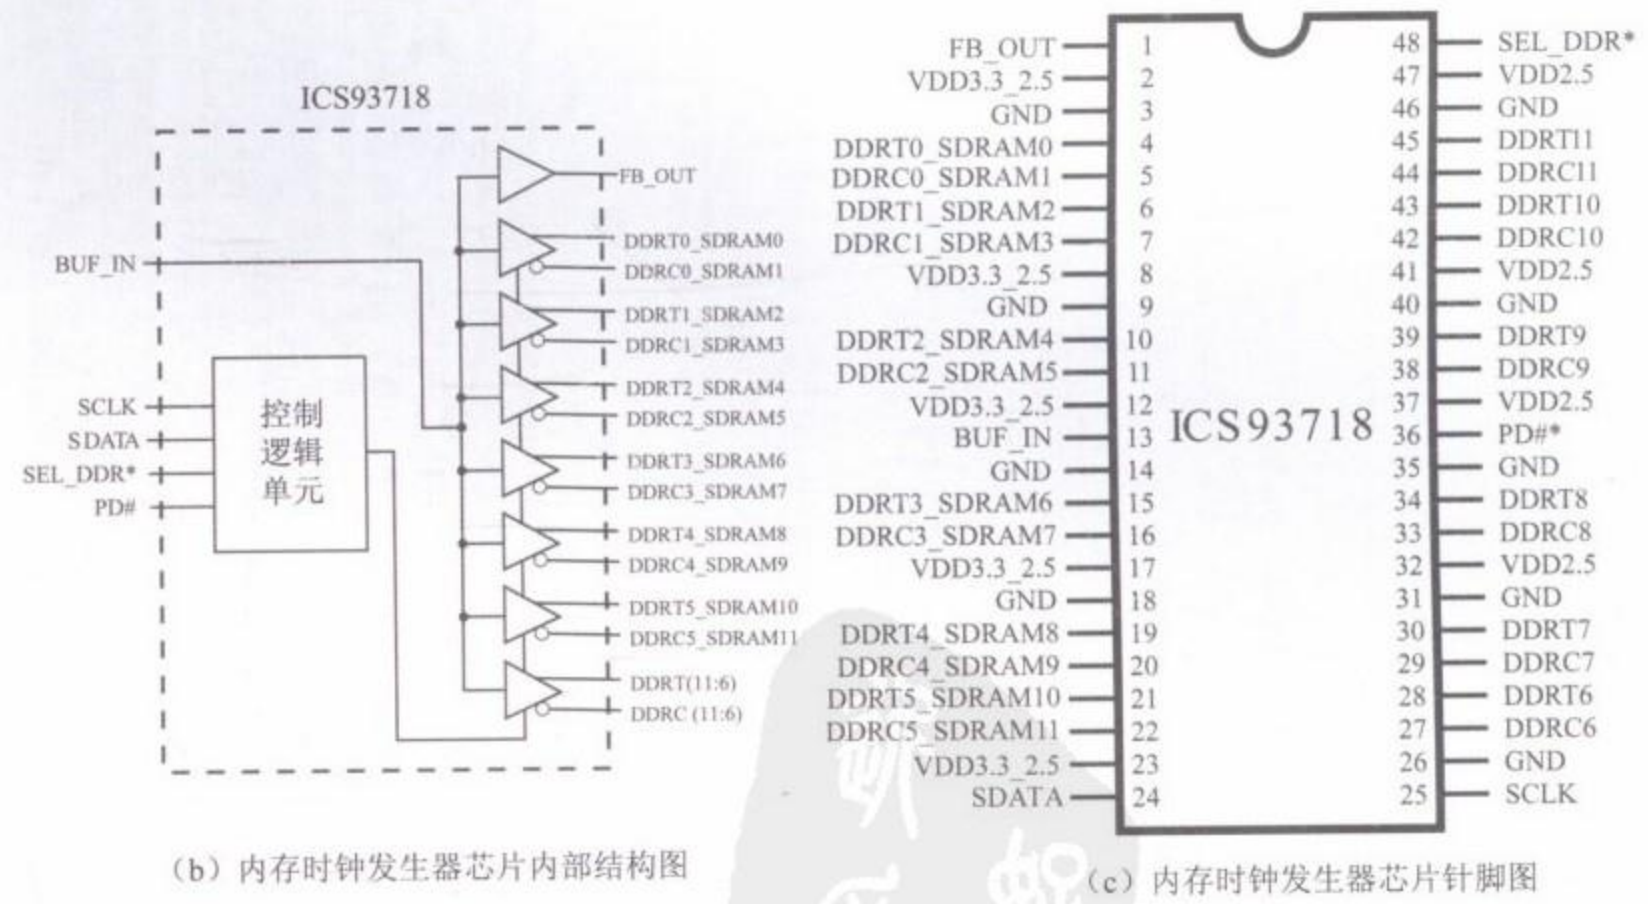 ICS93718
BUF_IN
SCLK
SDATA
SEL_DDR*
PD#
控制
逻辑
单元
FB_OUT
DDRT0_SDRAM0
DDRC0_SDRAM1
DDRT1_SDRAM2
DDRC1_SDRAM3
DDRT2_SDRAM4
DDRC2_SDRAM5
DDRT3_SDRAM6
DDRC3_SDRAM7
DDRT4_SDRAM8
DDRC4_SDRAM9
DDRT5_SDRAM10
DDRC5_SDRAM11
DDRT(11:6)
DDRC (11:6)
(b) 内存时钟发生器芯片内部结构图
FB_OUT 1 48 SEL_DDR*
VDD3.3_2.5 2 47 VDD2.5
GND 3 46 GND
DDRT0_SDRAM0 4 45 DDRT11
DDRC0_SDRAM1 5 44 DDRC11
DDRT1_SDRAM2 6 43 DDRT10
DDRC1_SDRAM3 7 42 DDRC10
VDD3.3_2.5 8 41 VDD2.5
GND 9 40 GND
DDRT2_SDRAM4 10 39 DDRT9
DDRC2_SDRAM5 11 38 DDRC9
VDD3.3_2.5 12 37 VDD2.5
ICS93718
BUF_IN 13 36 PD#*
GND 14 35 GND
DDRT3_SDRAM6 15 34 DDRT8
DDRC3_SDRAM7 16 33 DDRC8
VDD3.3_2.5 17 32 VDD2.5
GND 18 31 GND
DDRT4_SDRAM8 19 30 DDRT7
DDRC4_SDRAM9 20 29 DDRC7
DDRT5_SDRAM10 21 28 DDRT6
DDRC5_SDRAM11 22 27 DDRC6
VDD3.3_2.5 23 26 GND
SDATA 24 25 SCLK
(c) 内存时钟发生器芯片针脚图